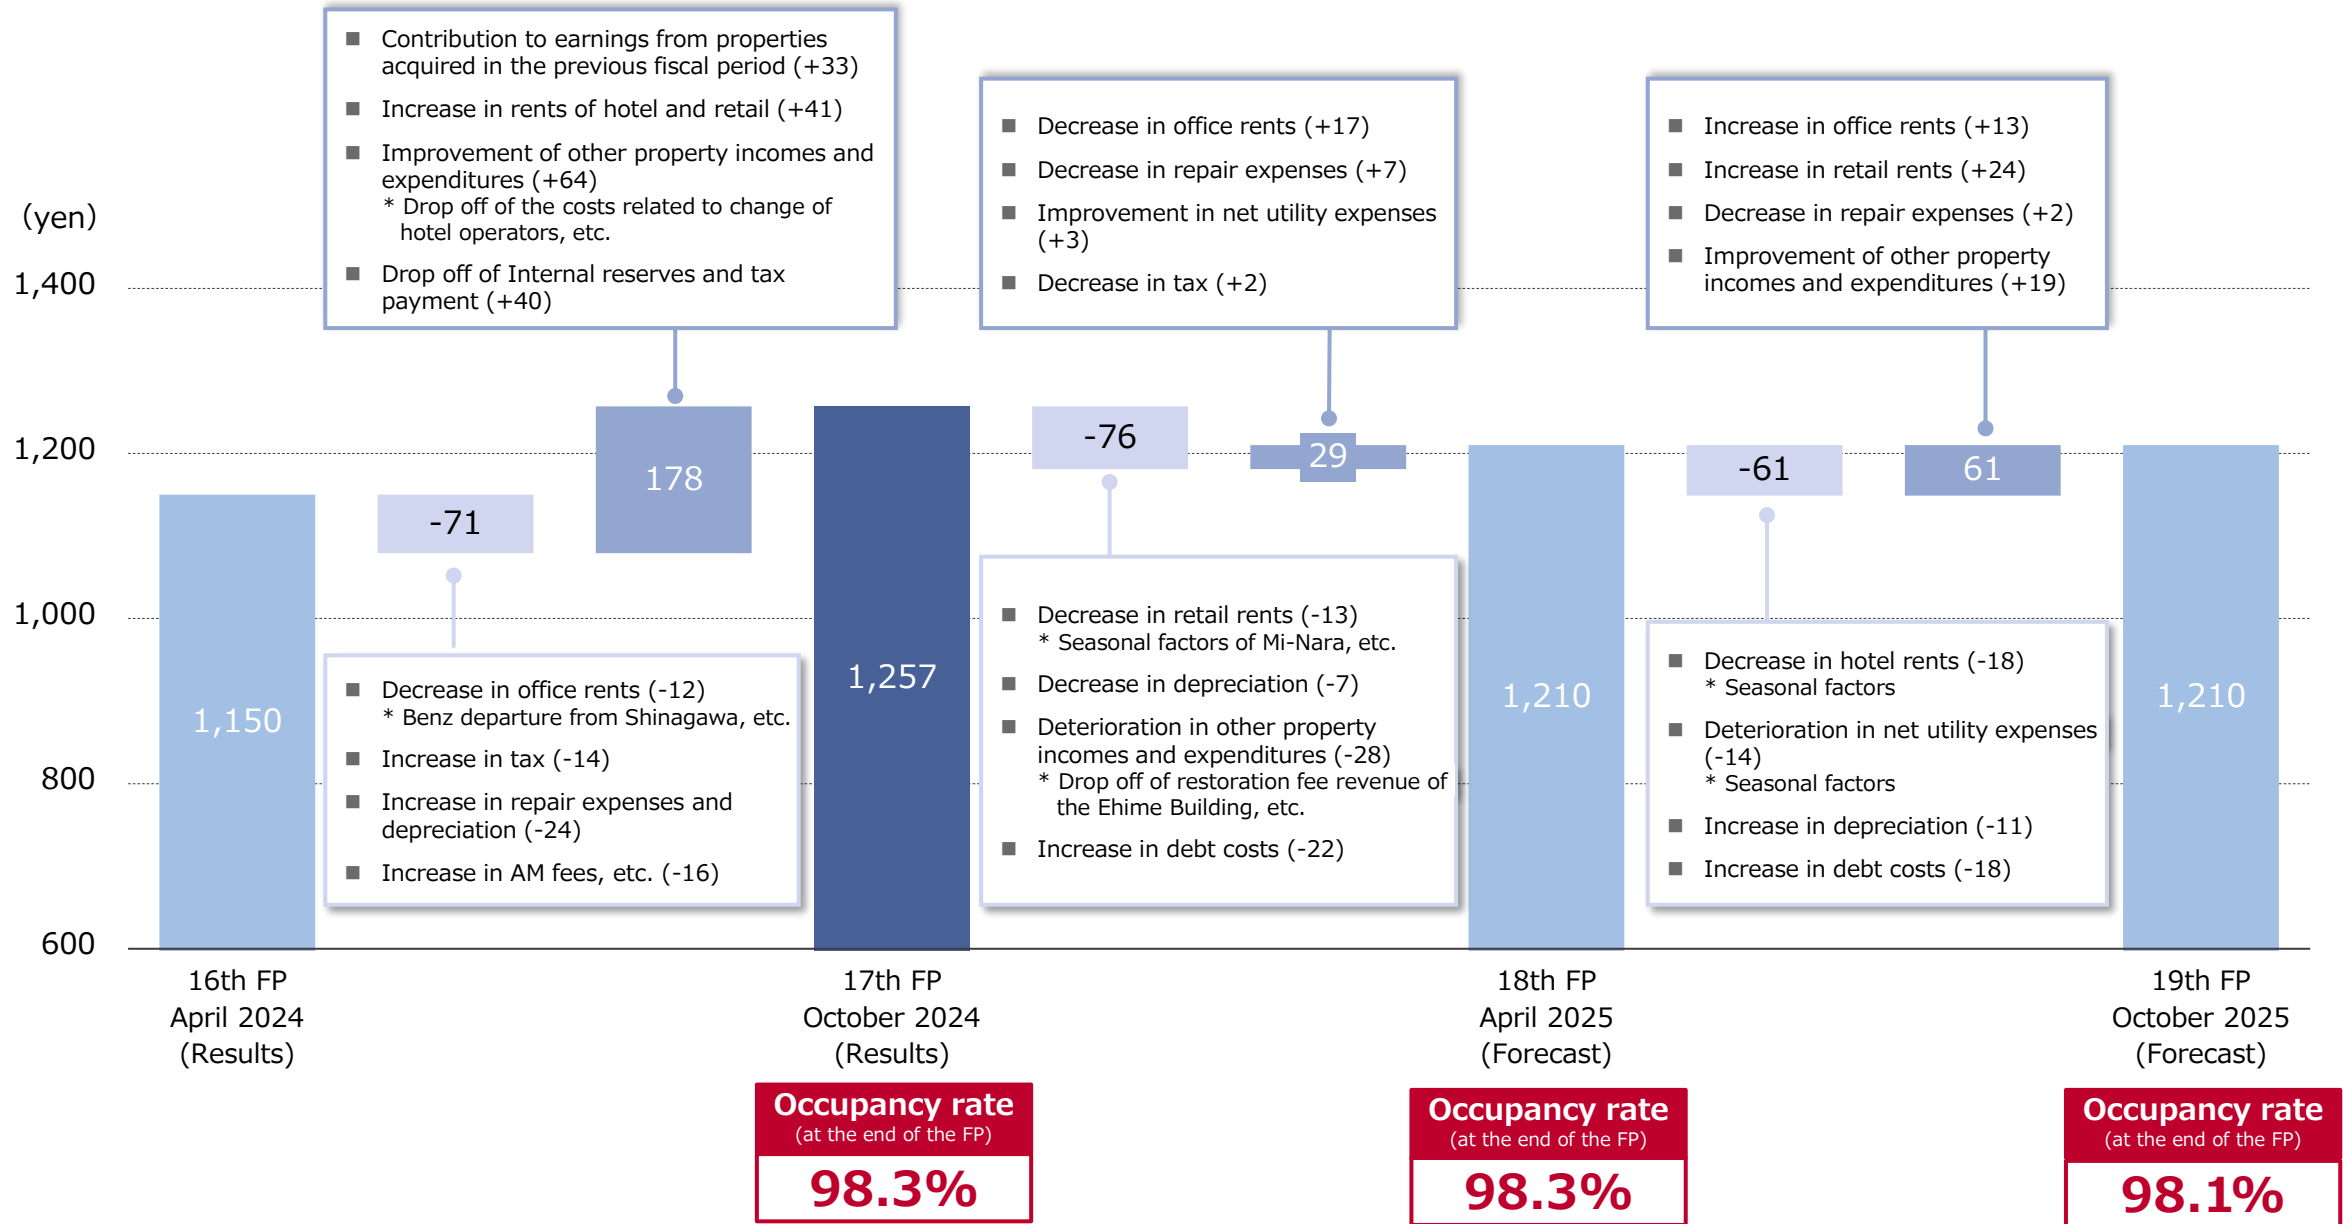 ■ Contribution to earnings from properties
acquired in the previous fiscal period (+33)
■ Increase in rents of hotel and retail (+41)
■ Improvement of other property incomes and
expenditures (+64)
* Drop off of the costs related to change of
hotel operators, etc.
■ Drop off of Internal reserves and tax
payment (+40)
■ Decrease in office rents (+17)
■ Decrease in repair expenses (+7)
■ Improvement in net utility expenses
(+3)
■ Decrease in tax (+2)
■ Increase in office rents (+13)
■ Increase in retail rents (+24)
■ Decrease in repair expenses (+2)
■ Improvement of other property
incomes and expenditures (+19)
(yen)
1,400
1,200
1,000
800
600
1,150
-71
178
1,257
-76
29
1,210
-61
61
1,210
■ Decrease in office rents (-12)
* Benz departure from Shinagawa, etc.
■ Increase in tax (-14)
■ Increase in repair expenses and
depreciation (-24)
■ Increase in AM fees, etc. (-16)
■ Decrease in retail rents (-13)
* Seasonal factors of Mi-Nara, etc.
■ Decrease in depreciation (-7)
■ Deterioration in other property
incomes and expenditures (-28)
* Drop off of restoration fee revenue of
the Ehime Building, etc.
■ Increase in debt costs (-22)
■ Decrease in hotel rents (-18)
* Seasonal factors
■ Deterioration in net utility expenses
(-14)
* Seasonal factors
■ Increase in depreciation (-11)
■ Increase in debt costs (-18)
16th FP
April 2024
(Results)
17th FP
October 2024
(Results)
18th FP
April 2025
(Forecast)
19th FP
October 2025
(Forecast)
Occupancy rate
(at the end of the FP)
98.3%
Occupancy rate
(at the end of the FP)
98.3%
Occupancy rate
(at the end of the FP)
98.1%